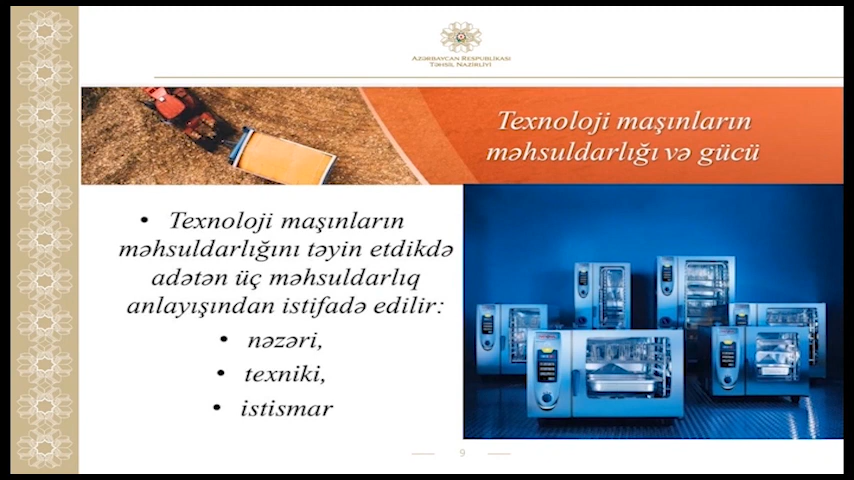 AZƏRBAYCAN RESPUBLİKASI
TƏHSİL NAZİRLİYİ
Texnoloji maşınların
məhsuldarlığı və gücü
• Texnoloji maşınların
məhsuldarlığını təyin etdikdə
adətən üç məhsuldarlıq
anlayışından istifadə edilir:
• nəzəri,
• texniki,
• istismar
9